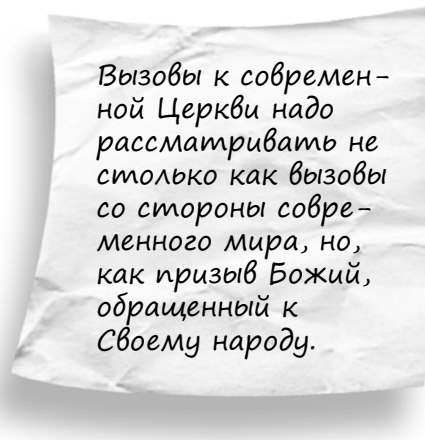 Вызовы к современ-
ной Церкви надо
рассматривать не
столько как вызовы
со стороны совре-
менного мира, но,
как призыв Божий,
обращенный к
Своему народу.